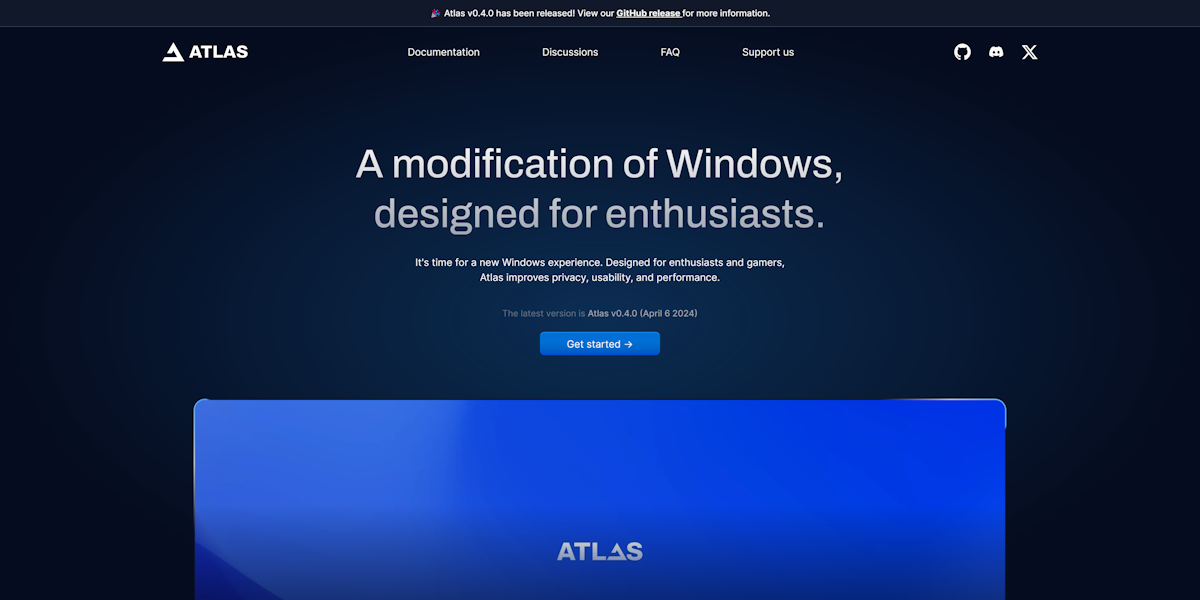 🎉 Atlas v0.4.0 has been released! View our GitHub release for more information.
ATLAS
Documentation
Discussions
FAQ
Support us
A modification of Windows,
designed for enthusiasts.
It's time for a new Windows experience. Designed for enthusiasts and gamers,
Atlas improves privacy, usability, and performance.
The latest version is Atlas v0.4.0 (April 6 2024)
Get started →
ATLAS